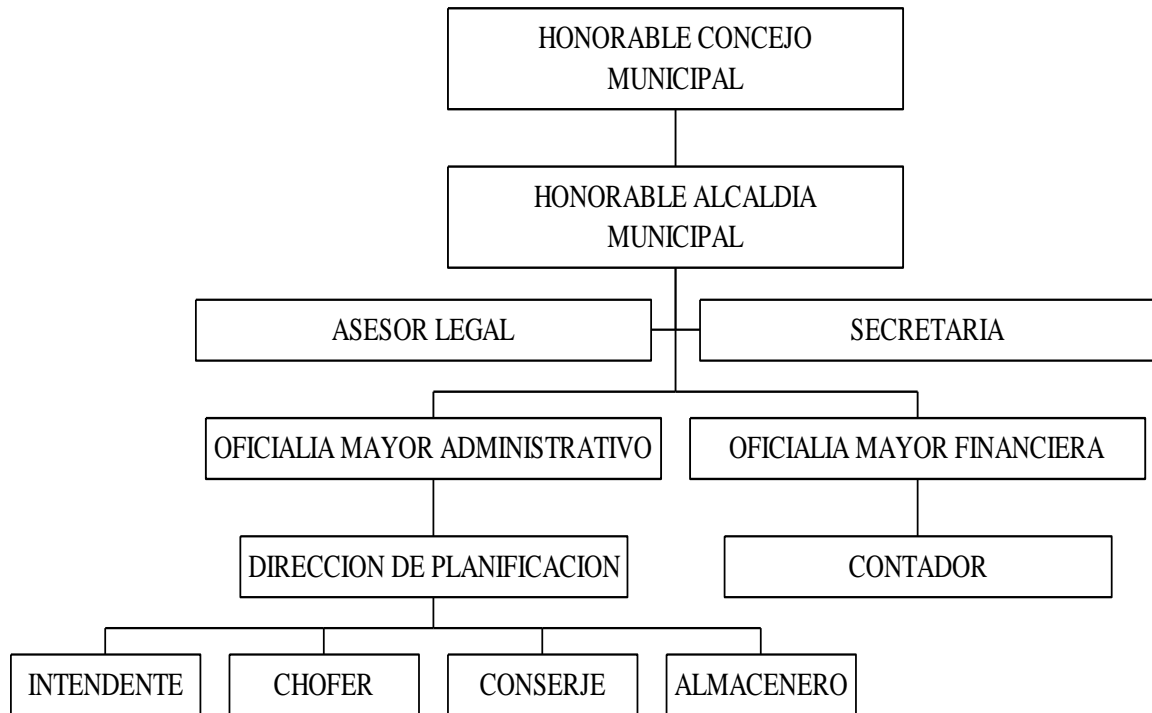 HONORABLE CONCEJO
MUNICIPAL
HONORABLE ALCALDIA
MUNICIPAL
ASESOR LEGAL
SECRETARIA
OFICIALIA MAYOR ADMINISTRATIVO
OFICIALIA MAYOR FINANCIERA
DIRECCION DE PLANIFICACION
CONTADOR
INTENDENTE
CHOFER
CONSERJE
ALMACENERO